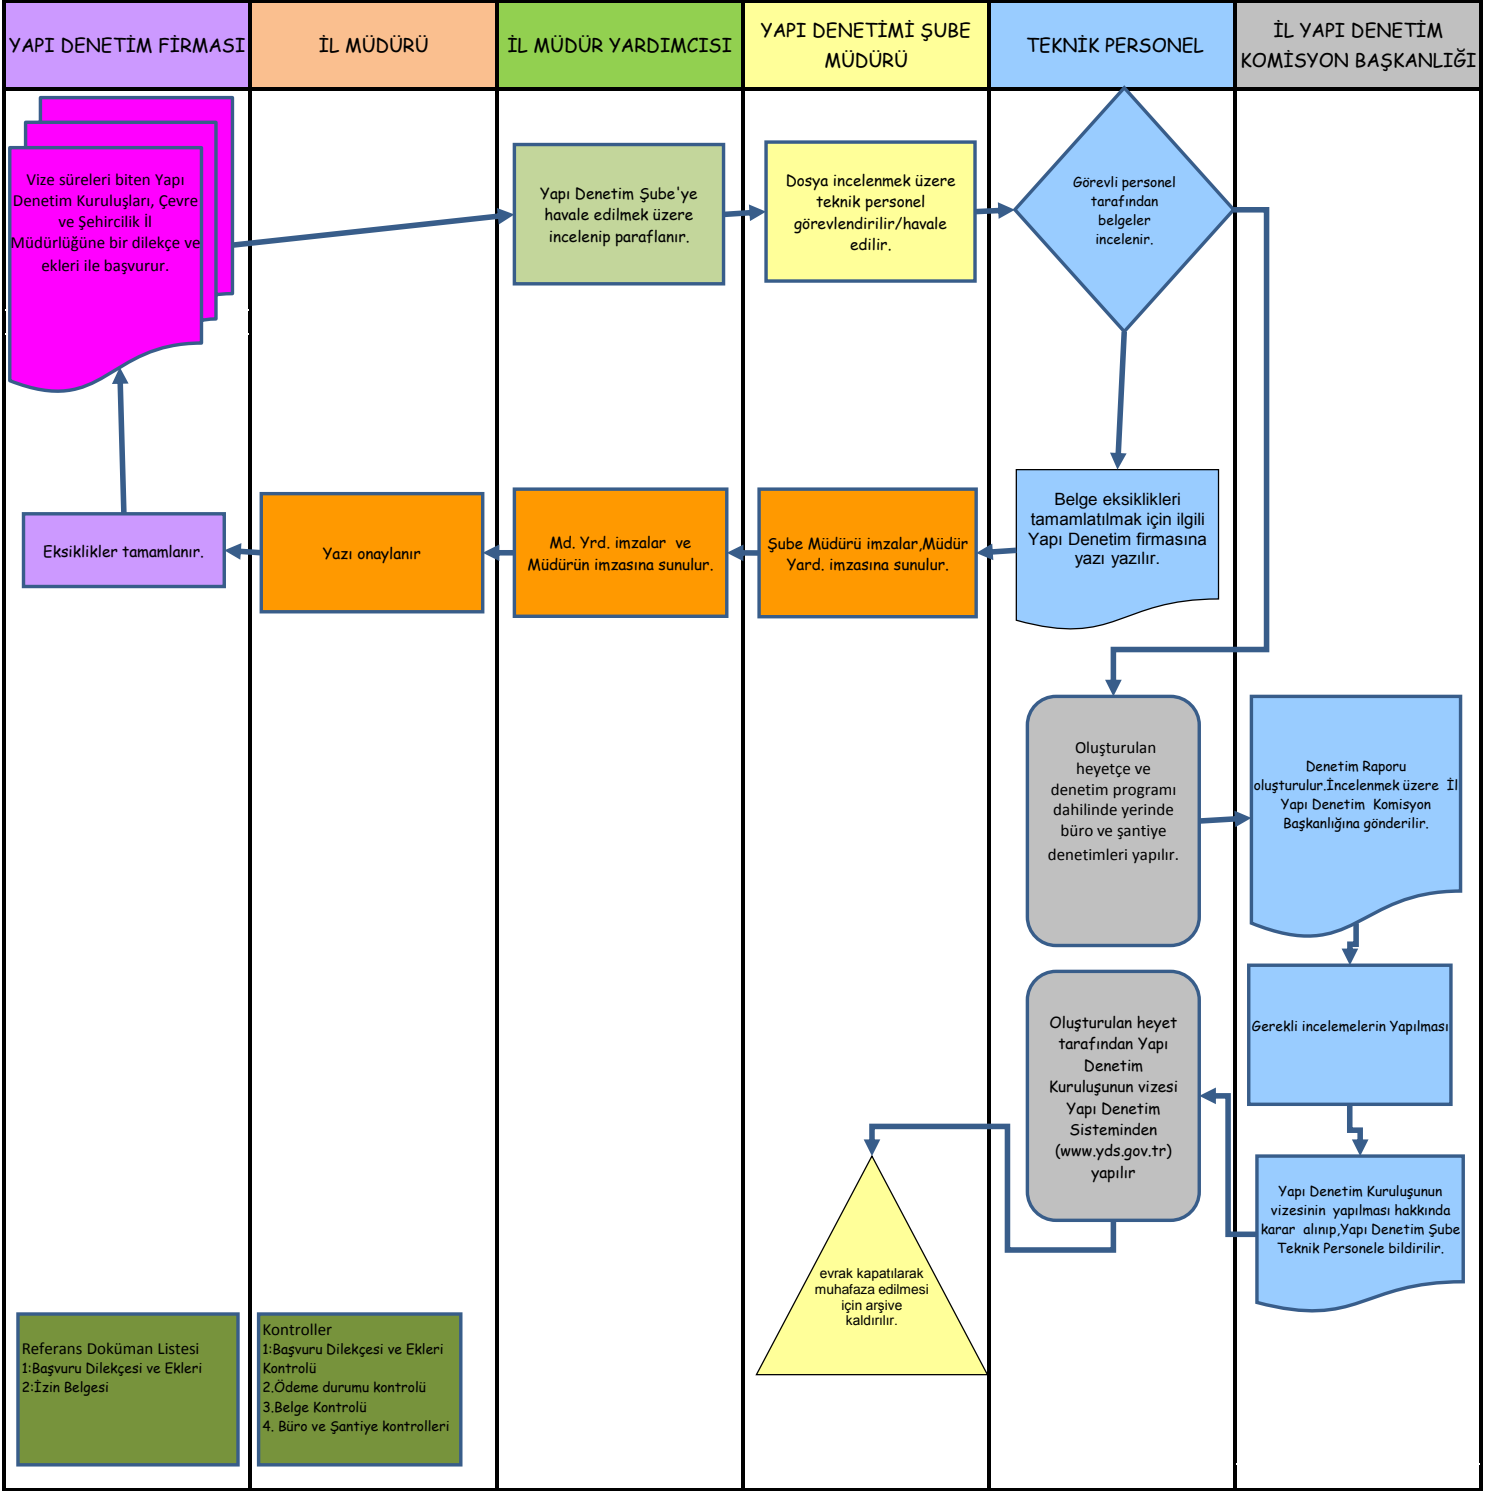 YAPI DENETİM FİRMASI
İL MÜDÜRÜ
İL MÜDÜR YARDIMCISI
YAPI DENETİMİ ŞUBE
MÜDÜRÜ
TEKNİK PERSONEL
İL YAPI DENETİM
KOMİSYON BAŞKANLIĞI
Vize süreleri biten Yapı
Denetim Kuruluşları, Çevre
ve Şehircilik İl
Müdürlüğüne bir dilekçe ve
ekleri ile başvurur.
Yapı Denetim Şube'ye
havale edilmek üzere
incelenip paraflanır.
Dosya incelenmek üzere
teknik personel
görevlendirilir/havale
edilir.
Görevli personel
tarafından
belgeler
incelenir.
Eksiklikler tamamlanır.
Yazı onaylanır
Md. Yrd. imzalar ve
Müdürün imzasına sunulur.
Şube Müdürü imzalar,Müdür
Yard. imzasına sunulur.
Belge eksiklikleri
tamamlatılmak için ilgili
Yapı Denetim firmasına
yazı yazılır.
Oluşturulan
heyetçe ve
denetim programı
dahilinde yerinde
büro ve şantiye
denetimleri yapılır.
Denetim Raporu
oluşturulur.İncelenmek üzere İl
Yapı Denetim Komisyon
Başkanlığına gönderilir.
Gerekli incelemelerin Yapılması
Oluşturulan heyet
tarafından Yapı
Denetim
Kuruluşunun vizesi
Yapı Denetim
Sisteminden
(www.yds.gov.tr)
yapılır
Yapı Denetim Kuruluşunun
vizesinin yapılması hakkında
karar alınıp,Yapı Denetim Şube
Teknik Personele bildirilir.
evrak kapatılarak
muhafaza edilmesi
için arşive
kaldırılır.
Referans Doküman Listesi
1:Başvuru Dilekçesi ve Ekleri
2:İzin Belgesi
Kontroller
1:Başvuru Dilekçesi ve Ekleri
Kontrolü
2.Ödeme durumu kontrolü
3.Belge Kontrolü
4. Büro ve Şantiye kontrolleri